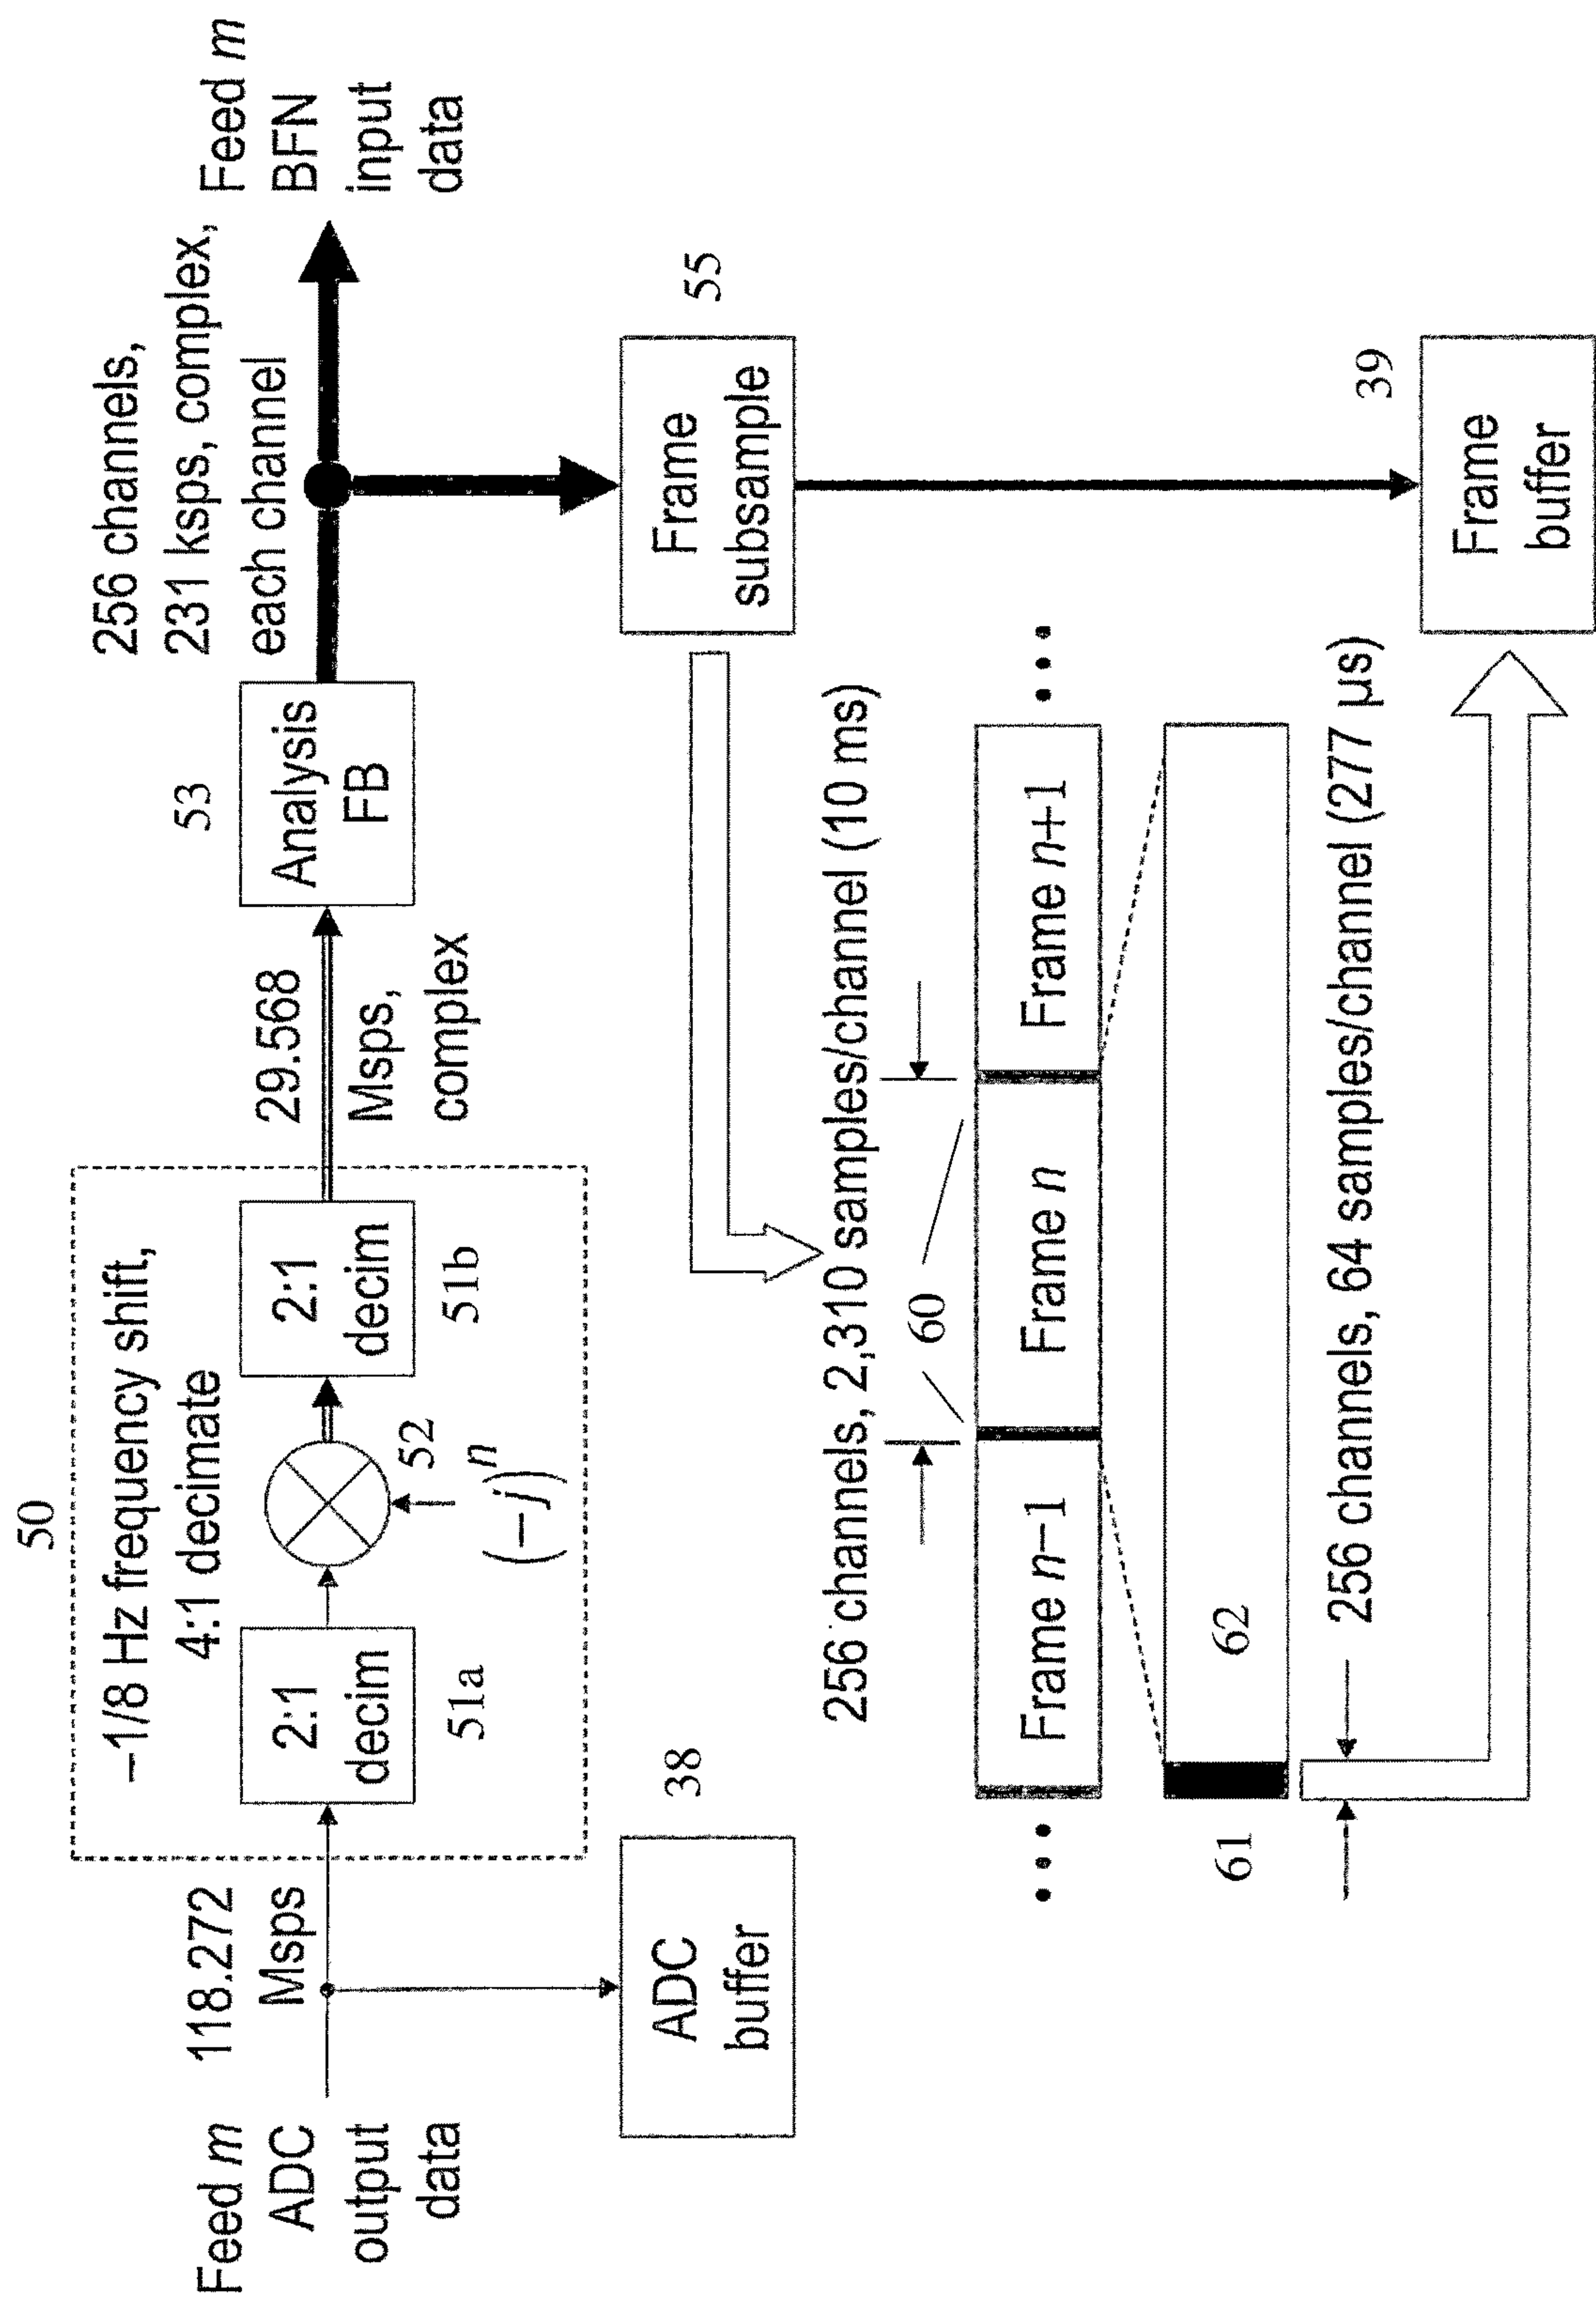 50
−1/8 Hz frequency shift,
4:1 decimate
Feed m
ADC
output
data
118.272
Msps
2:1
decim
51a
52
(−j)^n
2:1
decim
51b
29.568
Msps,
complex
53
Analysis
FB
256 channels,
231 ksps, complex,
each channel
Feed m
BFN
input
data
38
ADC
buffer
55
Frame
subsample
256 channels, 2,310 samples/channel (10 ms)
60
• • •
Frame n−1
Frame n
Frame n+1
• • •
61
62
256 channels, 64 samples/channel (277 μs)
39
Frame
buffer